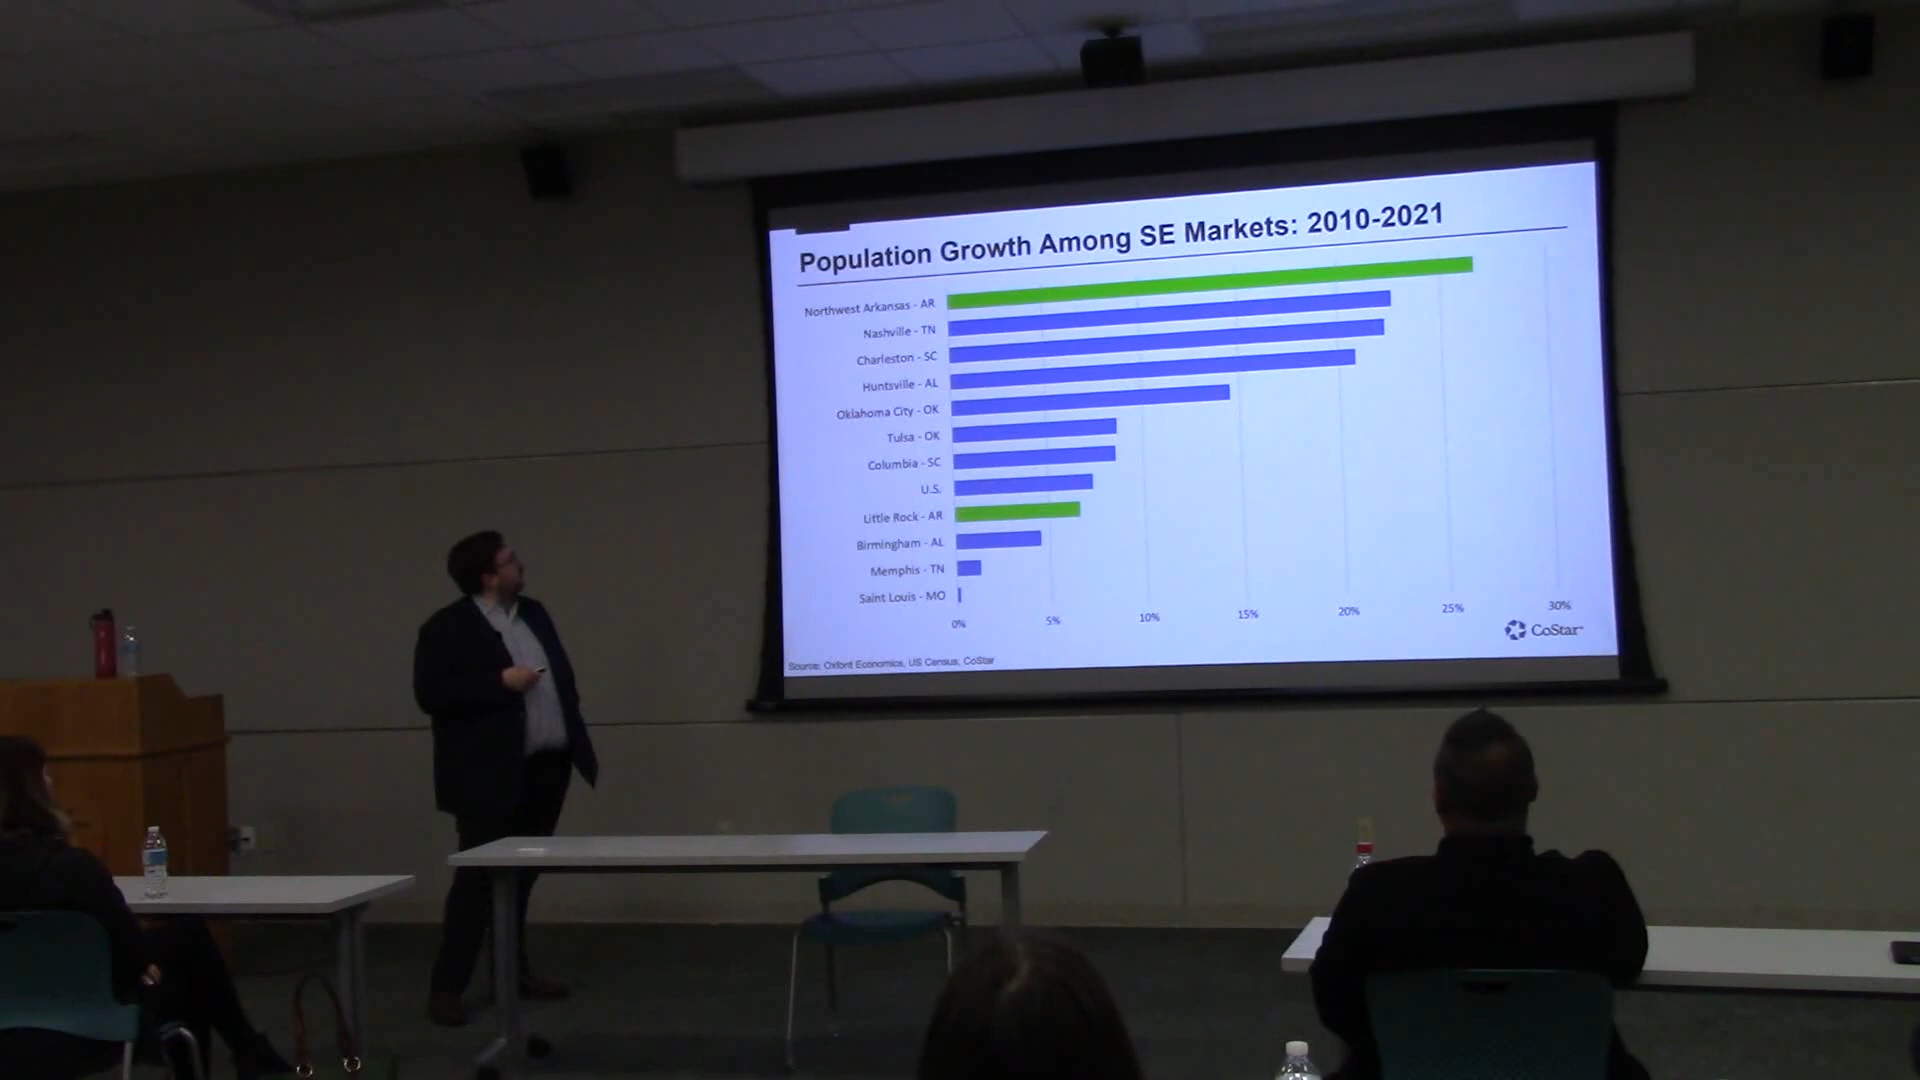 Population Growth Among SE Markets: 2010-2021
Northwest Arkansas - AR
Nashville - TN
Charleston - SC
Huntsville - AL
Oklahoma City - OK
Tulsa - OK
Columbia - SC
U.S.
Little Rock - AR
Birmingham - AL
Memphis - TN
Saint Louis - MO
0% 5% 10% 15% 20% 25% 30%
CoStar
Source: Oxford Economics, US Census, CoStar